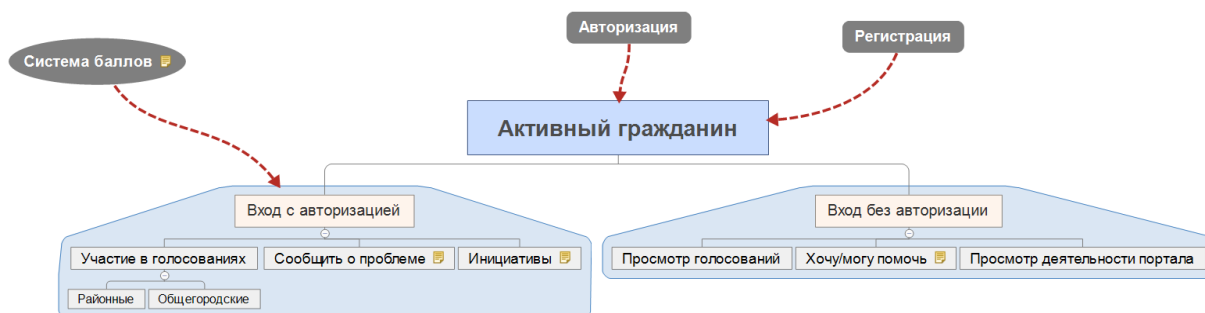 Авторизация
Регистрация
Система баллов
Активный гражданин
Вход с авторизацией
Вход без авторизации
Участие в голосованиях
Сообщить о проблеме
Инициативы
Просмотр голосований
Хочу/могу помочь
Просмотр деятельности портала
Районные
Общегородские